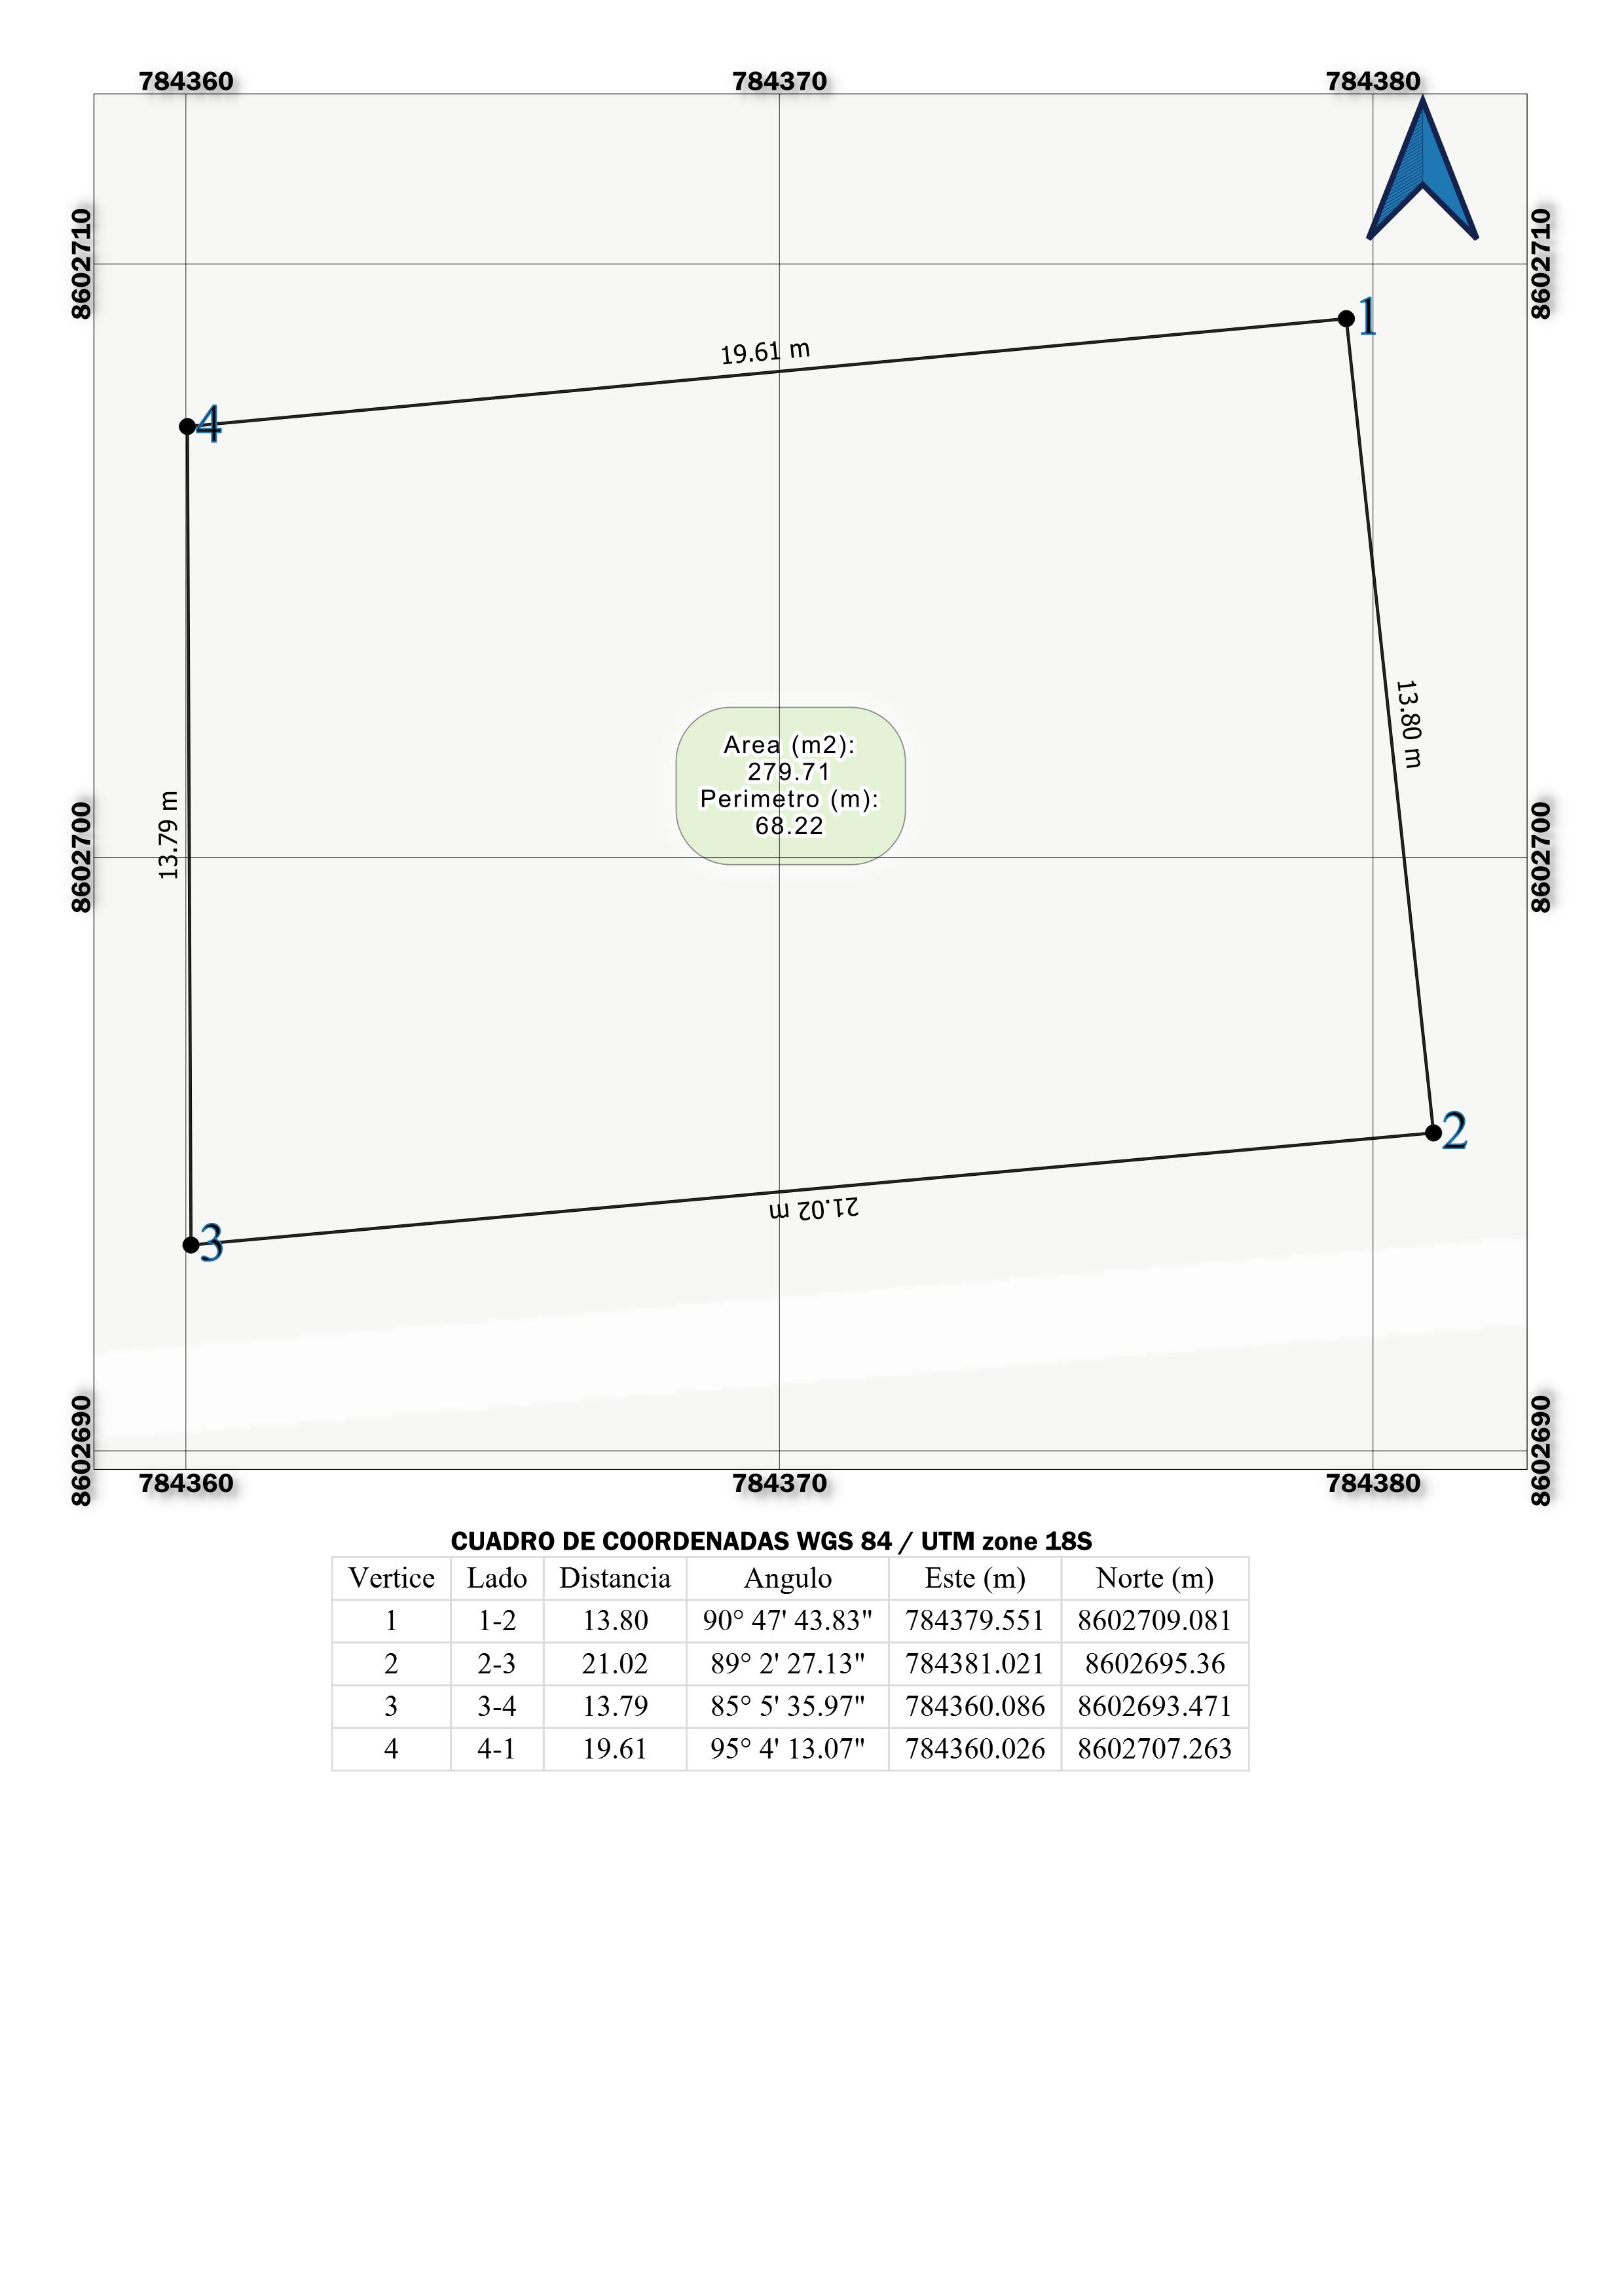 784360 784370 784380
8602710 8602710
1
19.61 m
4
13.80 m
Area (m2):
279.71
Perimetro (m):
68.22
13.79 m
8602700 8602700
2
21.02 m
3
8602690 8602690
784360 784370 784380
CUADRO DE COORDENADAS WGS 84 / UTM zone 18S
Vertice Lado Distancia Angulo Este (m) Norte (m)
1 1-2 13.80 90° 47' 43.83" 784379.551 8602709.081
2 2-3 21.02 89° 2' 27.13" 784381.021 8602695.36
3 3-4 13.79 85° 5' 35.97" 784360.086 8602693.471
4 4-1 19.61 95° 4' 13.07" 784360.026 8602707.263